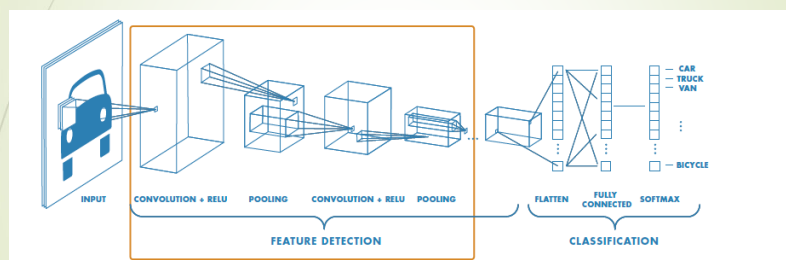 CAR
TRUCK
VAN
BICYCLE
INPUT
CONVOLUTION + RELU
POOLING
CONVOLUTION + RELU
POOLING
FLATTEN
FULLY
CONNECTED
SOFTMAX
FEATURE DETECTION
CLASSIFICATION